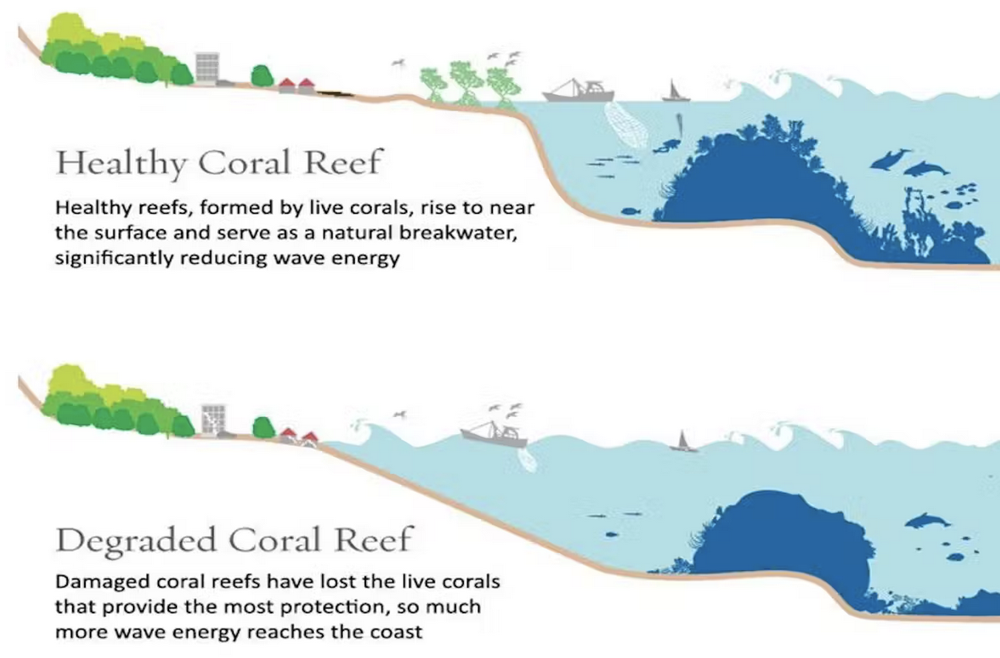 Healthy Coral Reef
Healthy reefs, formed by live corals, rise to near
the surface and serve as a natural breakwater,
significantly reducing wave energy
Degraded Coral Reef
Damaged coral reefs have lost the live corals
that provide the most protection, so much
more wave energy reaches the coast